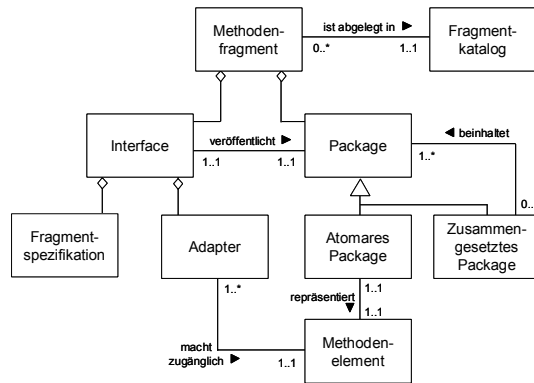 Methoden-
fragment
ist abgelegt in
0..*
1..1
Fragment-
katalog
Interface
veröffentlicht
1..1
1..1
Package
beinhaltet
1..*
0..
Fragment-
spezifikation
Adapter
Atomares
Package
Zusammen-
gesetztes
Package
1..*
1..1
repräsentiert
1..1
macht
zugänglich
1..1
Methoden-
element